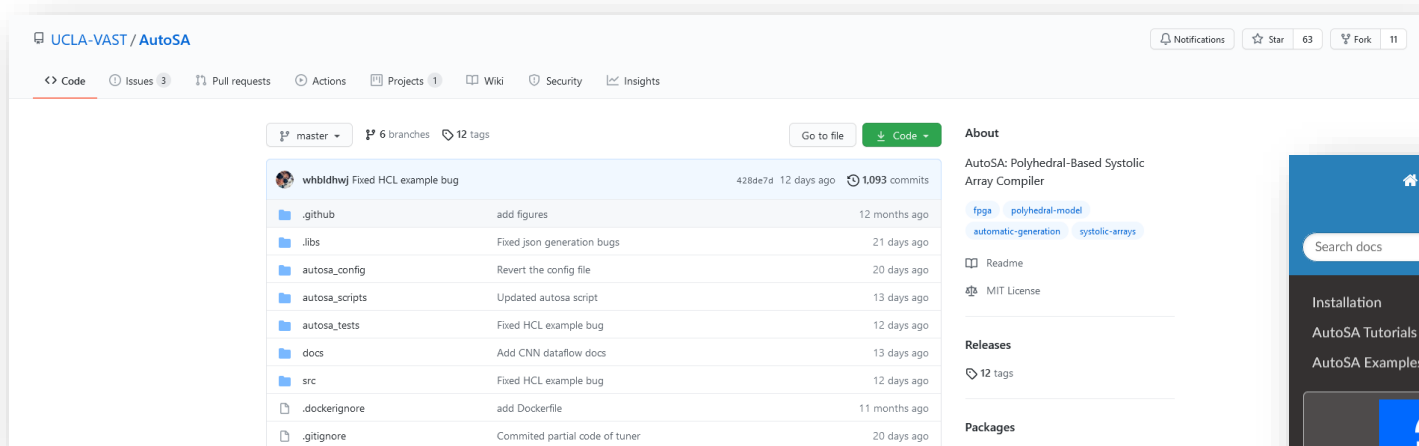 UCLA-VAST / AutoSA
Notifications Star 63 Fork 11
Code Issues 3 Pull requests Actions Projects 1 Wiki Security Insights
master 6 branches 12 tags Go to file Code
About
whbldhwj Fixed HCL example bug 428de7d 12 days ago 1,093 commits
AutoSA: Polyhedral-Based Systolic
Array Compiler
.github add figures 12 months ago
fpga polyhedral-model
automatic-generation systolic-arrays
.libs Fixed json generation bugs 21 days ago
autosa_config Revert the config file 20 days ago
Readme
autosa_scripts Updated autosa script 13 days ago
MIT License
autosa_tests Fixed HCL example bug 12 days ago
docs Add CNN dataflow docs 13 days ago
Releases
src Fixed HCL example bug 12 days ago
12 tags
.dockerignore add Dockerfile 11 months ago
.gitignore Commited partial code of tuner 20 days ago
Packages
Search docs
Installation
AutoSA Tutorials
AutoSA Examples